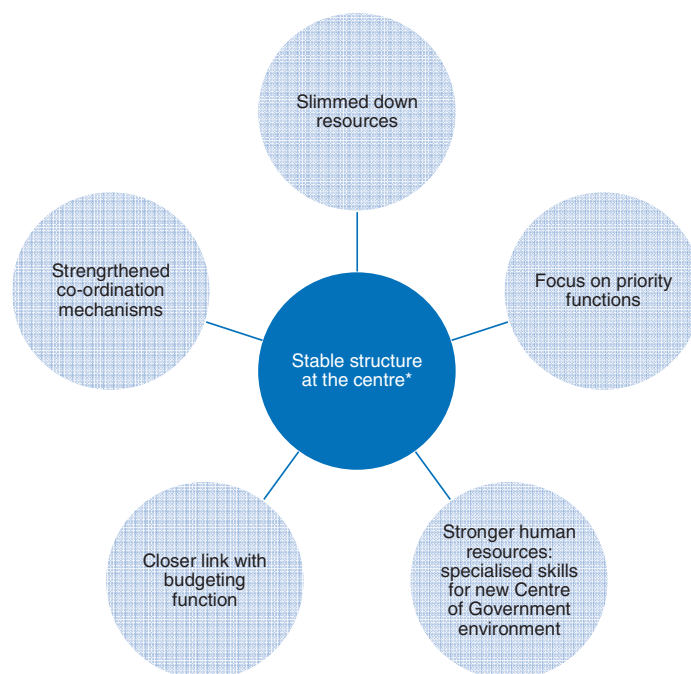 Slimmed down
resources
Strengrthened
co-ordination
mechanisms
Focus on priority
functions
Stable structure
at the centre*
Closer link with
budgeting
function
Stronger human
resources:
specialised skills
for new Centre
of Government
environment